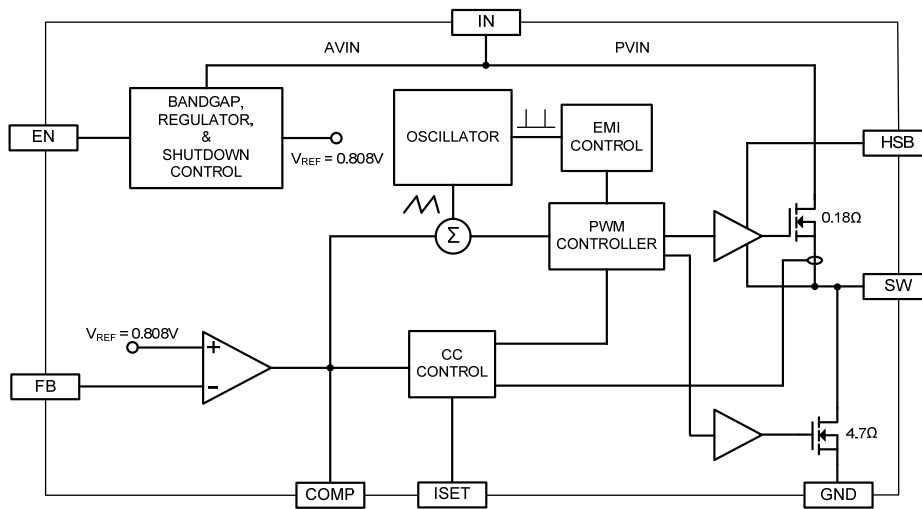 IN
AVIN
PVIN
BANDGAP,
REGULATOR,
&
SHUTDOWN
CONTROL
EN
VREF = 0.808V
OSCILLATOR
EMI
CONTROL
HSB
PWM
CONTROLLER
Σ
0.18Ω
SW
VREF = 0.808V
+
-
FB
CC
CONTROL
4.7Ω
COMP
ISET
GND